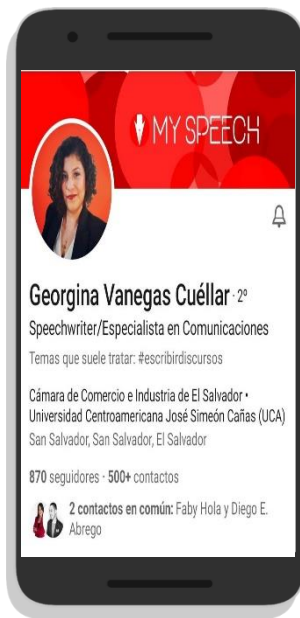 MY SPEECH
Georgina Vanegas Cuéllar · 2º
Speechwriter/Especialista en Comunicaciones
Temas que suele tratar: #escribirdiscursos
Cámara de Comercio e Industria de El Salvador •
Universidad Centroamericana José Simeón Cañas (UCA)
San Salvador, San Salvador, El Salvador
870 seguidores · 500+ contactos
2 contactos en común: Faby Hola y Diego E.
Abrego